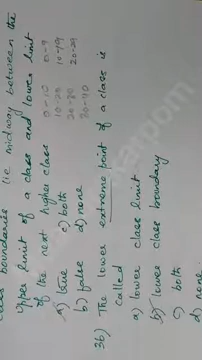 class boundaries lie midway between the
upper limit of a class and lower limit
of the next higher class
a) true c) both
b) false d) none
0-10 0-9
10-20 10-19
20-30 20-29
30-40
36) The lower extreme point of a class is
called
a) lower class limit
b) lower class boundary
c) both
d) none